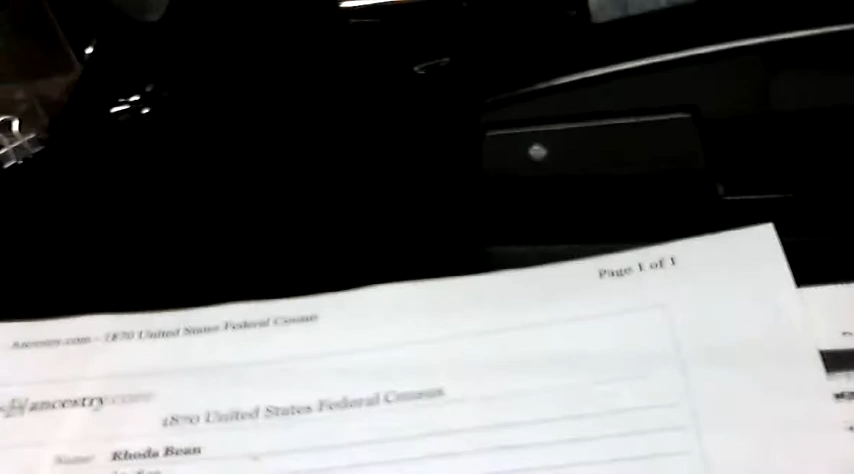 Page 1 of 1
Ancestry.com - 1870 United States Federal Census
ancestry.com
1870 United States Federal Census
Name: Rhoda Bean